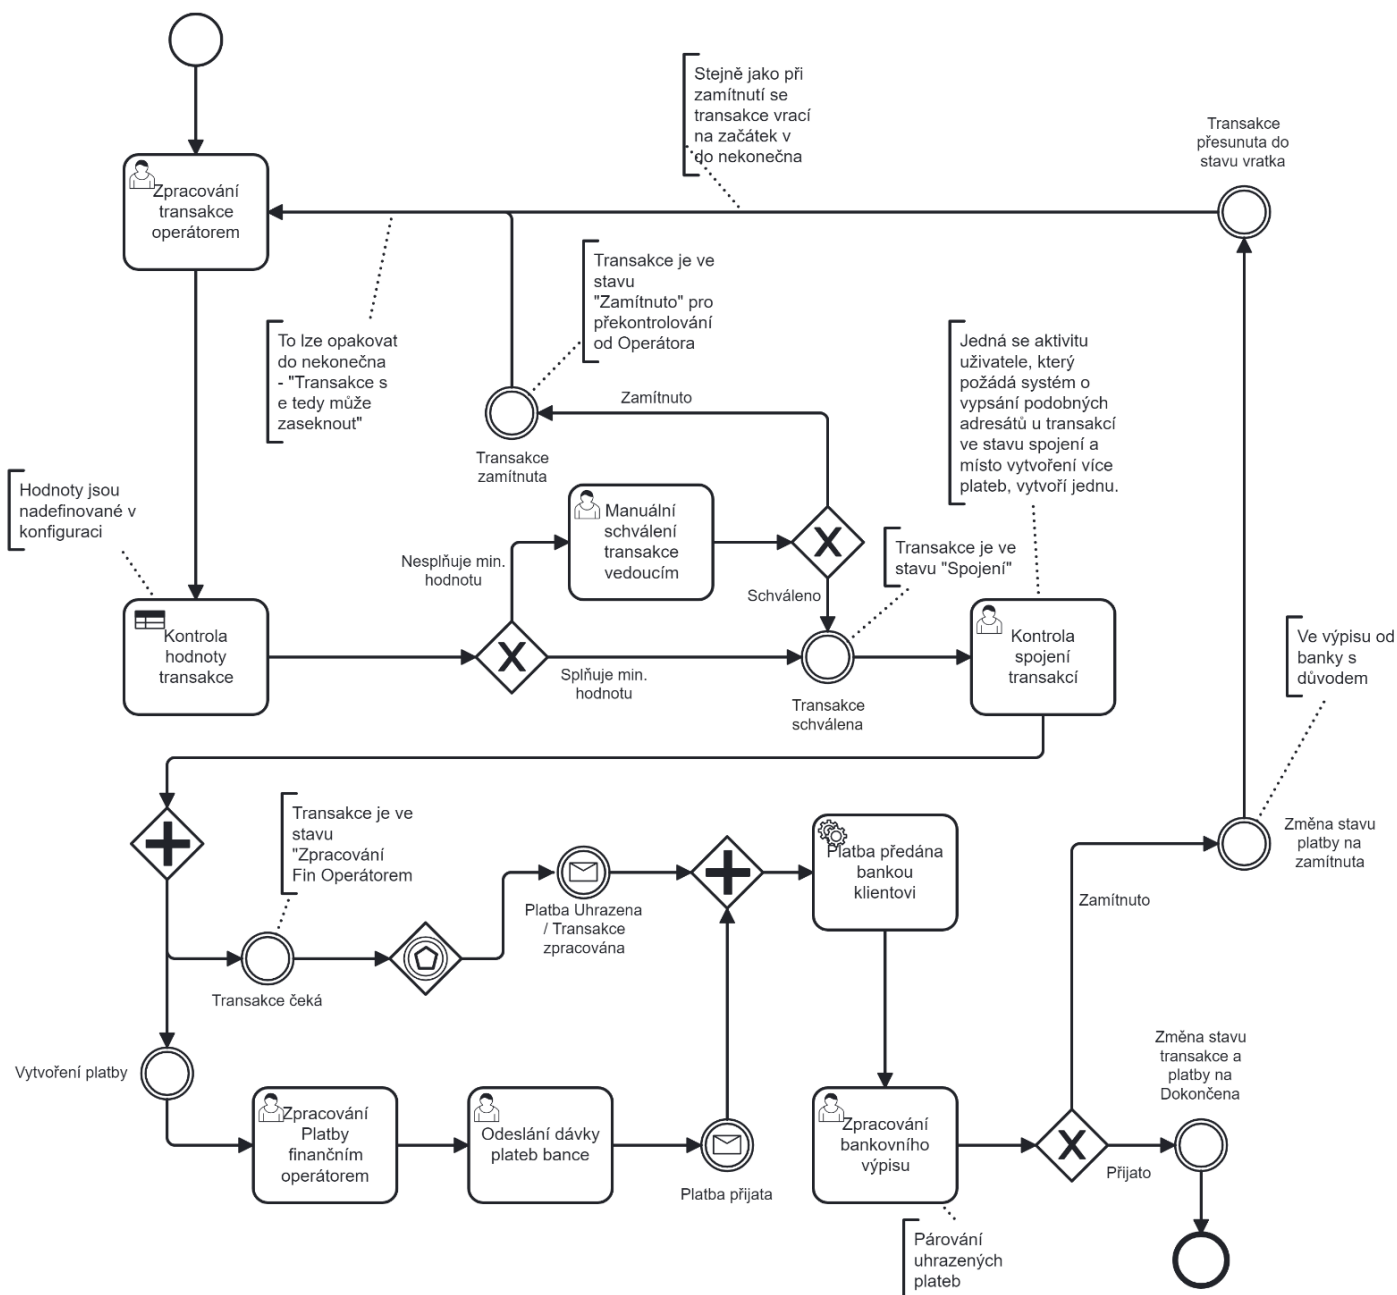 Stejně jako při
zamítnutí se
transakce vrací
na začátek v
do nekonečna
Transakce
přesunuta do
stavu vratka
Zpracování
transakce
operátorem
Transakce je ve
stavu
"Zamítnuto" pro
překontrolování
od Operátora
To lze opakovat
do nekonečna
- "Transakce s
e tedy může
zaseknout"
Jedná se aktivitu
uživatele, který
požádá systém o
vypsání podobných
adresátů u transakcí
ve stavu spojení a
místo vytvoření více
plateb, vytvoří jednu.
Zamítnuto
Transakce
zamítnuta
Hodnoty jsou
nadefinované v
konfiguraci
Manuální
schválení
transakce
vedoucím
Nesplňuje min.
hodnotu
Transakce je ve
stavu "Spojení"
Schváleno
Kontrola
hodnoty
transakce
Splňuje min.
hodnotu
Transakce
schválena
Kontrola
spojení
transakcí
Ve výpisu od
banky s
důvodem
Transakce je ve
stavu
"Zpracování
Fin Operátorem
Platba Uhrazena
/ Transakce
zpracována
Platba předána
bankou
klientovi
Změna stavu
platby na
zamítnuta
Zamítnuto
Transakce čeká
Vytvoření platby
Zpracování
Platby
finančním
operátorem
Odeslání dávky
plateb bance
Platba přijata
Zpracování
bankovního
výpisu
Změna stavu
transakce a
platby na
Dokončena
Přijato
Párování
uhrazených
plateb